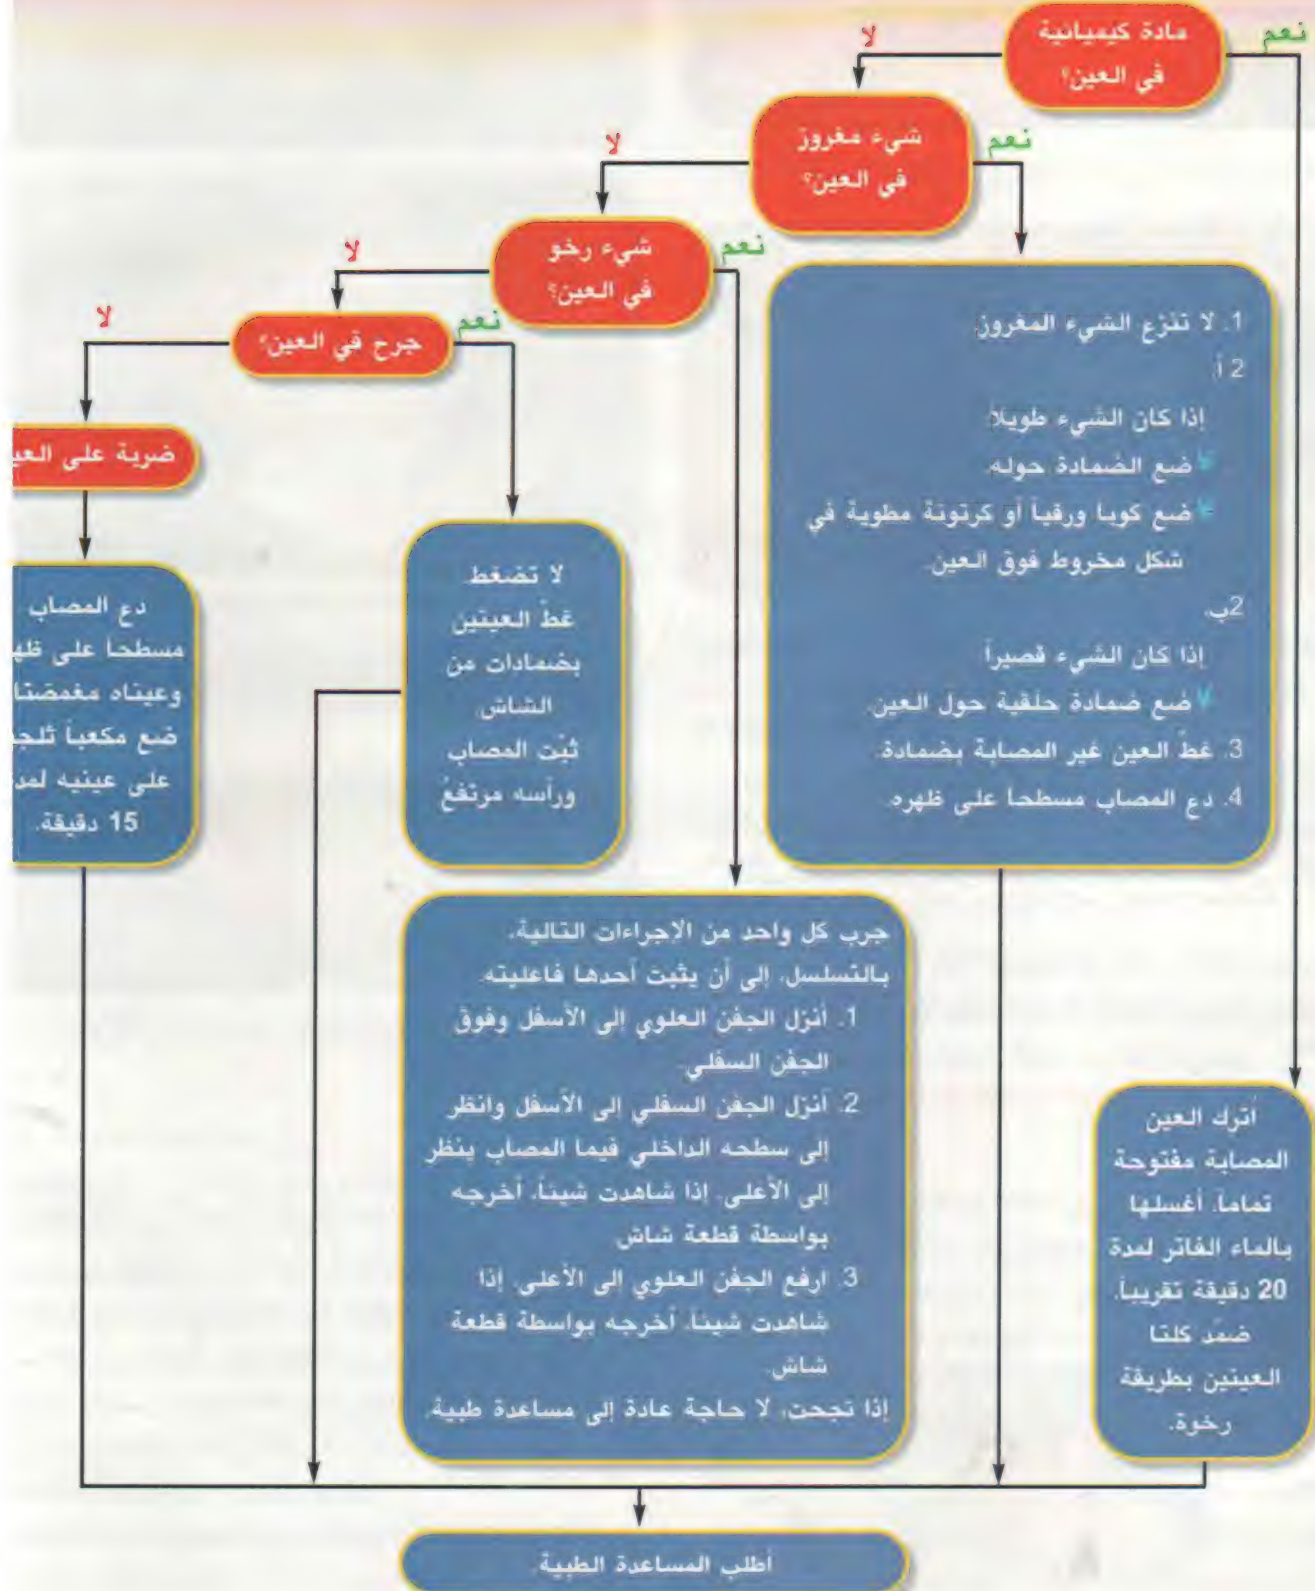 نعم
مادة كيميائية
في العين؟
لا
نعم
شيء مغروز
في العين؟
لا
نعم
شيء رخو
في العين؟
لا
نعم
جرح في العين؟
لا
ضربة على
1. لا تنزع الشيء المغروز.
2 أ.
إذا كان الشيء طويلاً:
ضع الضمادة حوله.
ضع كوباً ورقياً أو كرتونة مطوية في
شكل مخروط فوق العين.
2ب.
إذا كان الشيء قصيراً
ضع ضمادة حلقية حول العين.
3. غطّ العين غير المصابة بضمادة.
4. دع المصاب مسطحاً على ظهره.
لا تضغط.
غطّ العينين
بضمادات من
الشاش.
ثبّت المصاب
ورأسه مرتفعٌ
دع المصاب
مسطحاً على
وعيناه
ضع مكعباً
على عينيه
15 دقيقة.
جرب كل واحد من الاجراءات التالية،
بالتسلسل، إلى أن يثبت أحدها فاعليته.
1. أنزل الجفن العلوي إلى الأسفل وفوق
الجفن السفلي.
2. أنزل الجفن السفلي إلى الأسفل وانظر
إلى سطحه الداخلي فيما المصاب ينظر
إلى الأعلى. إذا شاهدت شيئاً، أخرجه
بواسطة قطعة شاش.
3. ارفع الجفن العلوي إلى الأعلى. إذا
شاهدت شيئاً، أخرجه بواسطة قطعة
شاش.
إذا نجحت، لا حاجة عادة إلى مساعدة طبية.
أترك العين
المصابة مفتوحة
تماماً. أغسلها
بالماء الفاتر لمدة
20 دقيقة تقريباً.
ضمّد كلتا
العينين بطريقة
رخوة.
أطلب المساعدة الطبية.